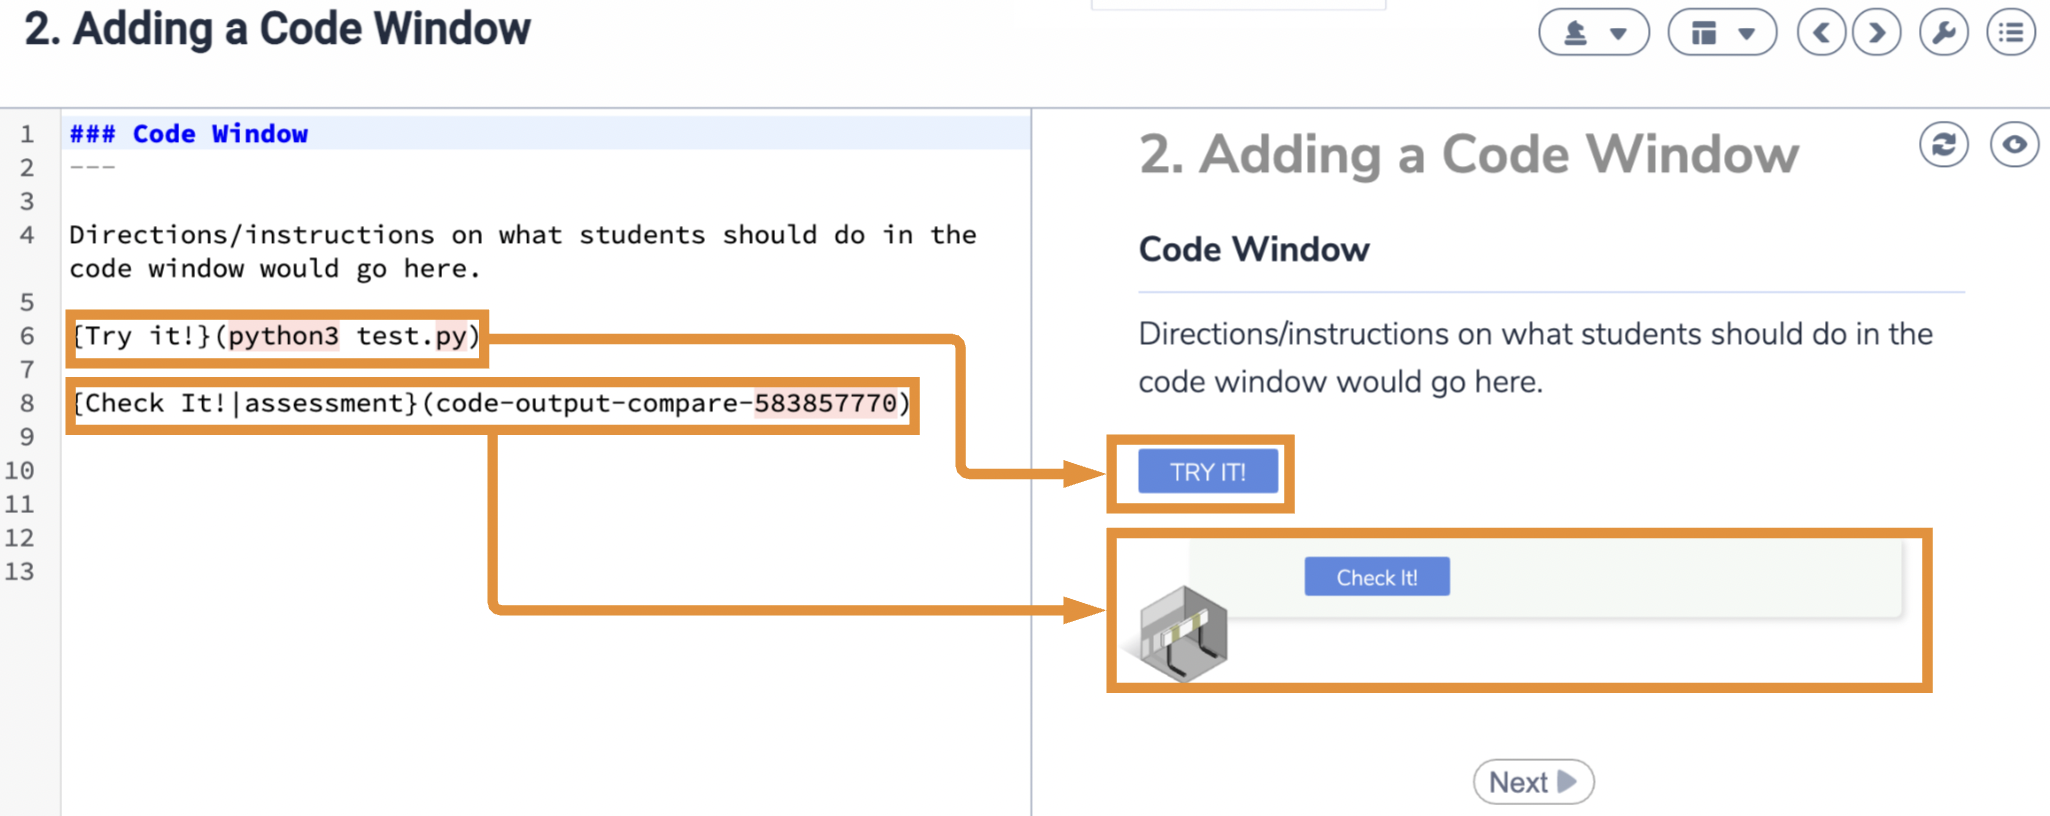 2. Adding a Code Window
1 ### Code Window
2 ---
3
4 Directions/instructions on what students should do in the
code window would go here.
5
6 {Try it!}(python3 test.py)
7
8 {Check It!|assessment}(code-output-compare-583857770)
9
10
11
12
13
2. Adding a Code Window
Code Window
Directions/instructions on what students should do in the
code window would go here.
TRY IT!
Check It!
Next